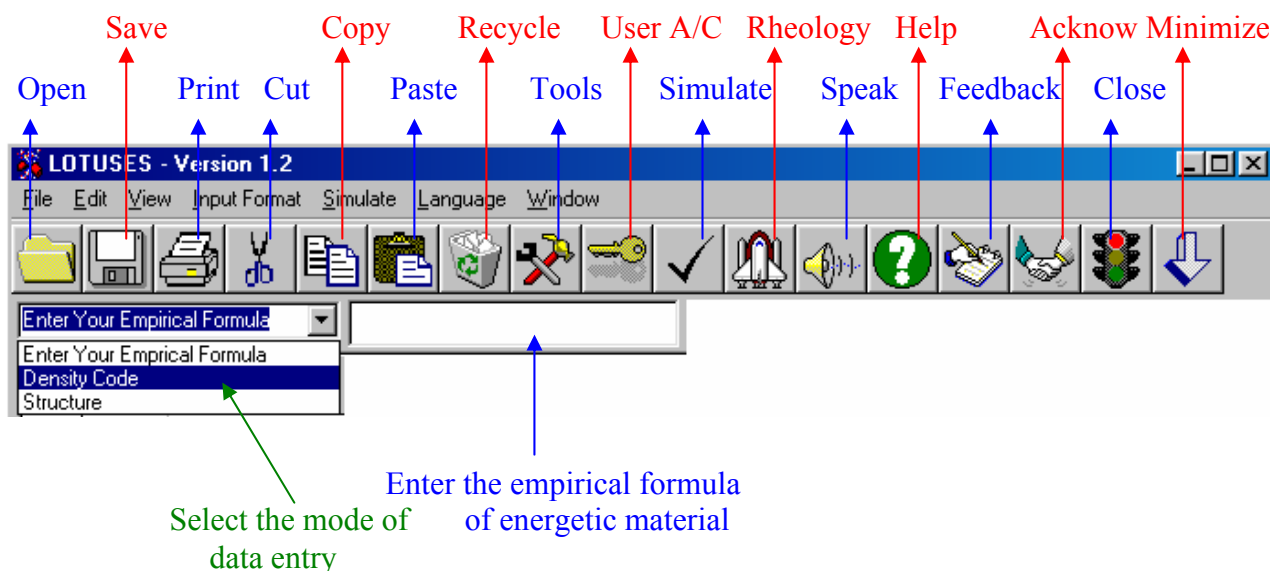 Save Copy Recycle User A/C Rheology Help Acknow Minimize
Open Print Cut Paste Tools Simulate Speak Feedback Close
LOTUSES - Version 1.2
File Edit View Input Format Simulate Language Window
Enter Your Empirical Formula
Enter Your Emprical Formula
Density Code
Structure
Enter the empirical formula
of energetic material
Select the mode of
data entry